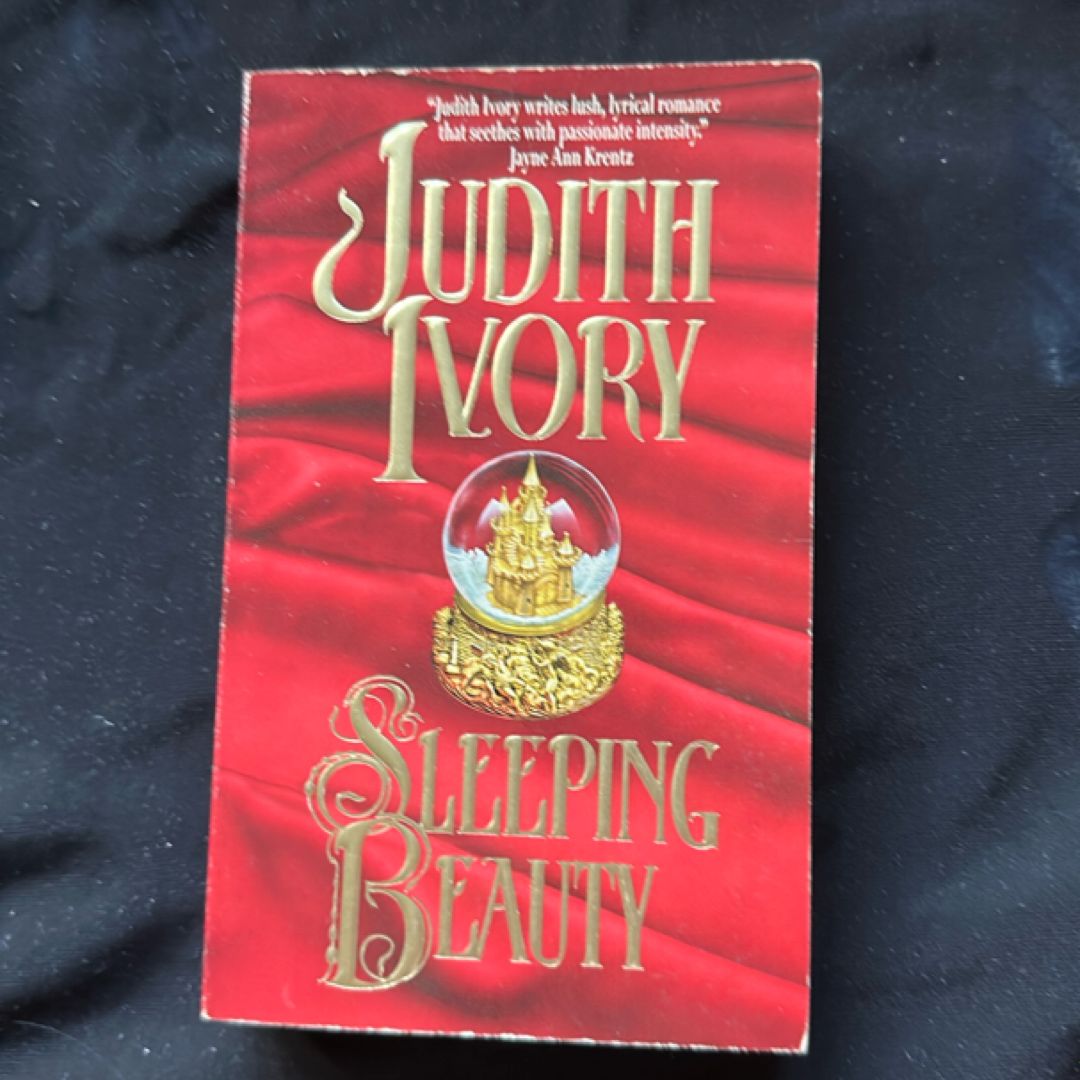 "Judith Ivory writes lush, lyrical romance
that seethes with passionate intensity."
Jayne Ann Krentz
JUDITH
IVORY
SLEEPING
BEAUTY